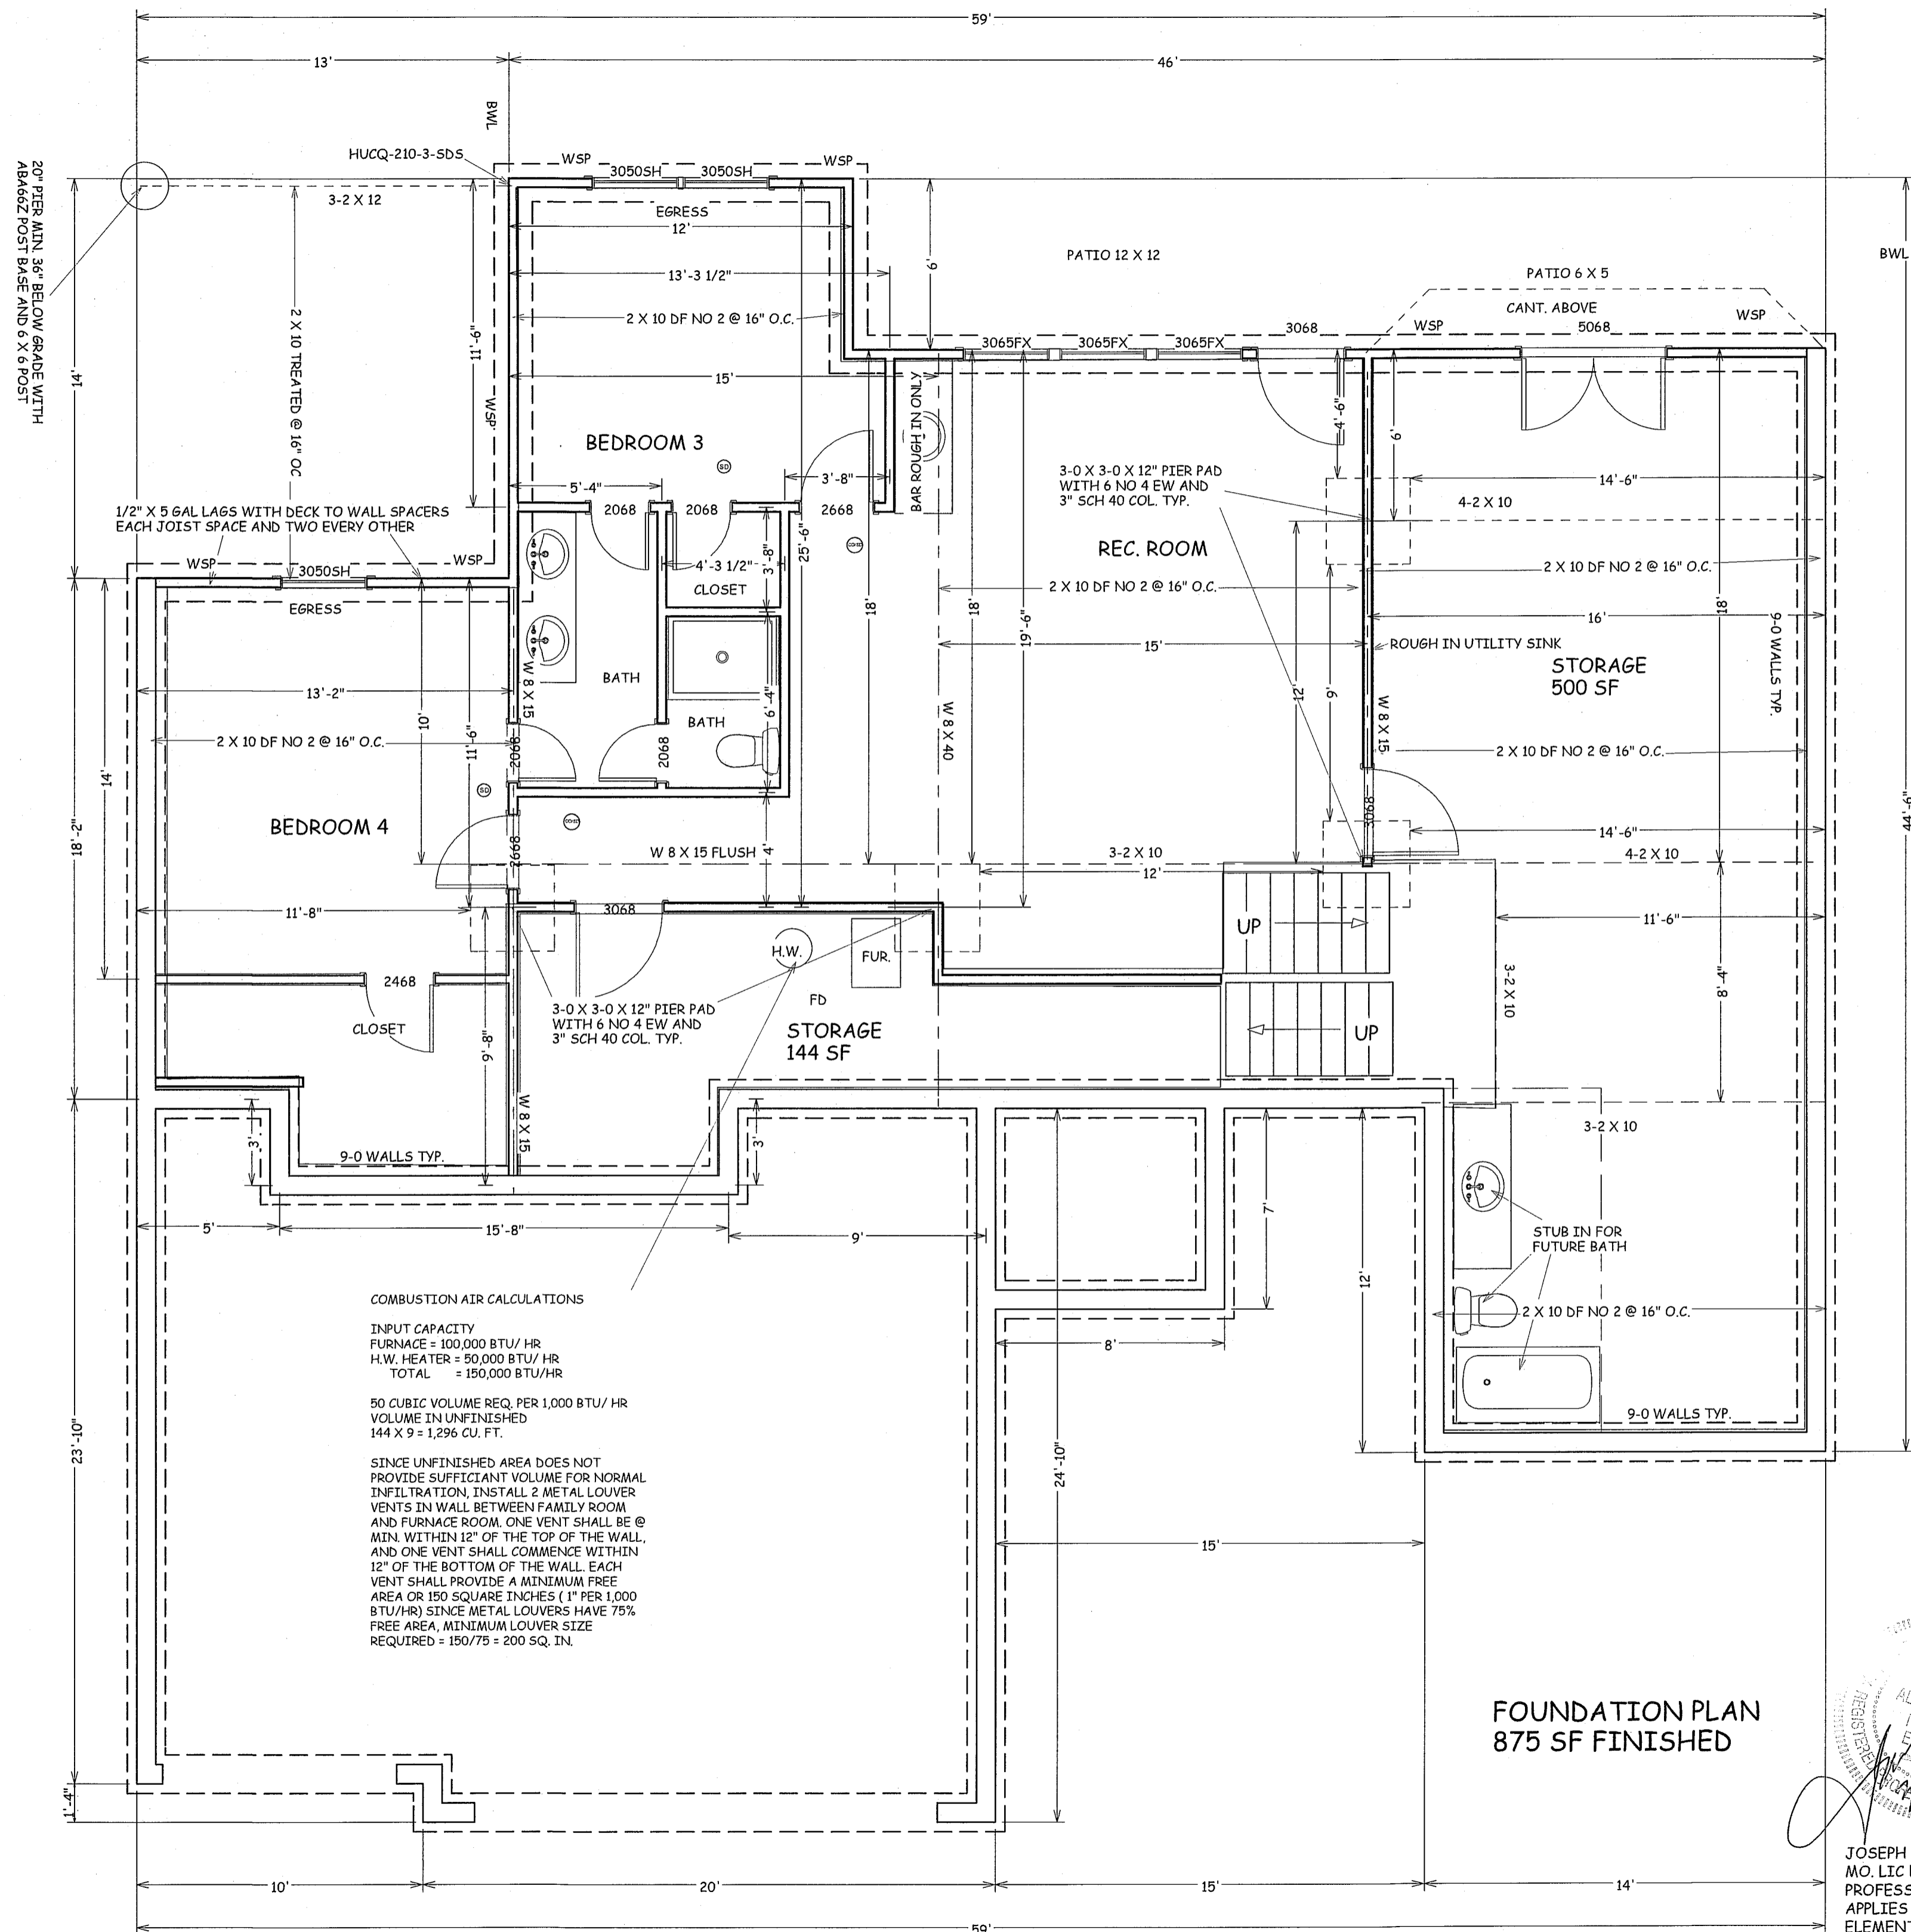 59'
13'
46'
BWL
HUCQ-210-3-SDS
WSP
WSP
3050SH
3050SH
3-2 X 12
EGRESS
12'
20" PIER MIN. 36" BELOW GRADE WITH
ABA66Z POST BASE AND 6 X 6 POST
14'
2 X 10 TREATED @ 16" OC
11'-6"
WSP
13'-3 1/2"
2 X 10 DF NO 2 @ 16" O.C.
6'
PATIO 12 X 12
PATIO 6 X 5
CANT. ABOVE
BWL
3065FX
3065FX
3065FX
3068
WSP
5068
WSP
15'
BAR ROUGH IN ONLY
4'-6"
6'
BEDROOM 3
SD
3'-8"
5'-4"
2068
2068
2668
3-0 X 3-0 X 12" PIER PAD
WITH 6 NO 4 EW AND
3" SCH 40 COL. TYP.
14'-6"
4-2 X 10
1/2" X 5 GAL LAGS WITH DECK TO WALL SPACERS
EACH JOIST SPACE AND TWO EVERY OTHER
WSP
WSP
3050SH
EGRESS
25'-6"
3'-8"
4'-3 1/2"
CLOSET
REC. ROOM
2 X 10 DF NO 2 @ 16" O.C.
2 X 10 DF NO 2 @ 16" O.C.
18'
18'
19'-6"
18'
16'
15'
ROUGH IN UTILITY SINK
STORAGE
500 SF
9-0 WALLS TYP.
13'-2"
W 8 X 15
BATH
BATH
6'-4"
W 8 X 40
12'
9'
W 8 X 15
2 X 10 DF NO 2 @ 16" O.C.
2 X 10 DF NO 2 @ 16" O.C.
10'
11'-6"
2068
2068
14'
18'-2"
SD
BEDROOM 4
2668
3068
14'-6"
44'-6"
W 8 X 15 FLUSH
4'
3-2 X 10
12'
4-2 X 10
11'-8"
3068
UP
11'-6"
H.W.
FUR.
2468
FD
3-0 X 3-0 X 12" PIER PAD
WITH 6 NO 4 EW AND
3" SCH 40 COL. TYP.
CLOSET
9'-8"
STORAGE
144 SF
UP
3-2 X 10
8'-4"
3'
W 8 X 15
3'
9-0 WALLS TYP.
3-2 X 10
5'
15'-8"
9'
7'
STUB IN FOR
FUTURE BATH
12'
2 X 10 DF NO 2 @ 16" O.C.
8'
9-0 WALLS TYP.
COMBUSTION AIR CALCULATIONS
INPUT CAPACITY
FURNACE = 100,000 BTU/ HR
H.W. HEATER = 50,000 BTU/ HR
TOTAL = 150,000 BTU/HR
50 CUBIC VOLUME REQ. PER 1,000 BTU/ HR
VOLUME IN UNFINISHED
144 X 9 = 1,296 CU. FT.
SINCE UNFINISHED AREA DOES NOT
PROVIDE SUFFICIANT VOLUME FOR NORMAL
INFILTRATION, INSTALL 2 METAL LOUVER
VENTS IN WALL BETWEEN FAMILY ROOM
AND FURNACE ROOM. ONE VENT SHALL BE @
MIN. WITHIN 12" OF THE TOP OF THE WALL,
AND ONE VENT SHALL COMMENCE WITHIN
12" OF THE BOTTOM OF THE WALL. EACH
VENT SHALL PROVIDE A MINIMUM FREE
AREA OR 150 SQUARE INCHES ( 1" PER 1,000
BTU/HR) SINCE METAL LOUVERS HAVE 75%
FREE AREA, MINIMUM LOUVER SIZE
REQUIRED = 150/75 = 200 SQ. IN.
23'-10"
24'-10"
15'
1'-4"
FOUNDATION PLAN
875 SF FINISHED
REGISTERED
JOSEPH
MO. LIC
PROFESS
APPLIES
ELEMENT
10'
20'
15'
14'
59'